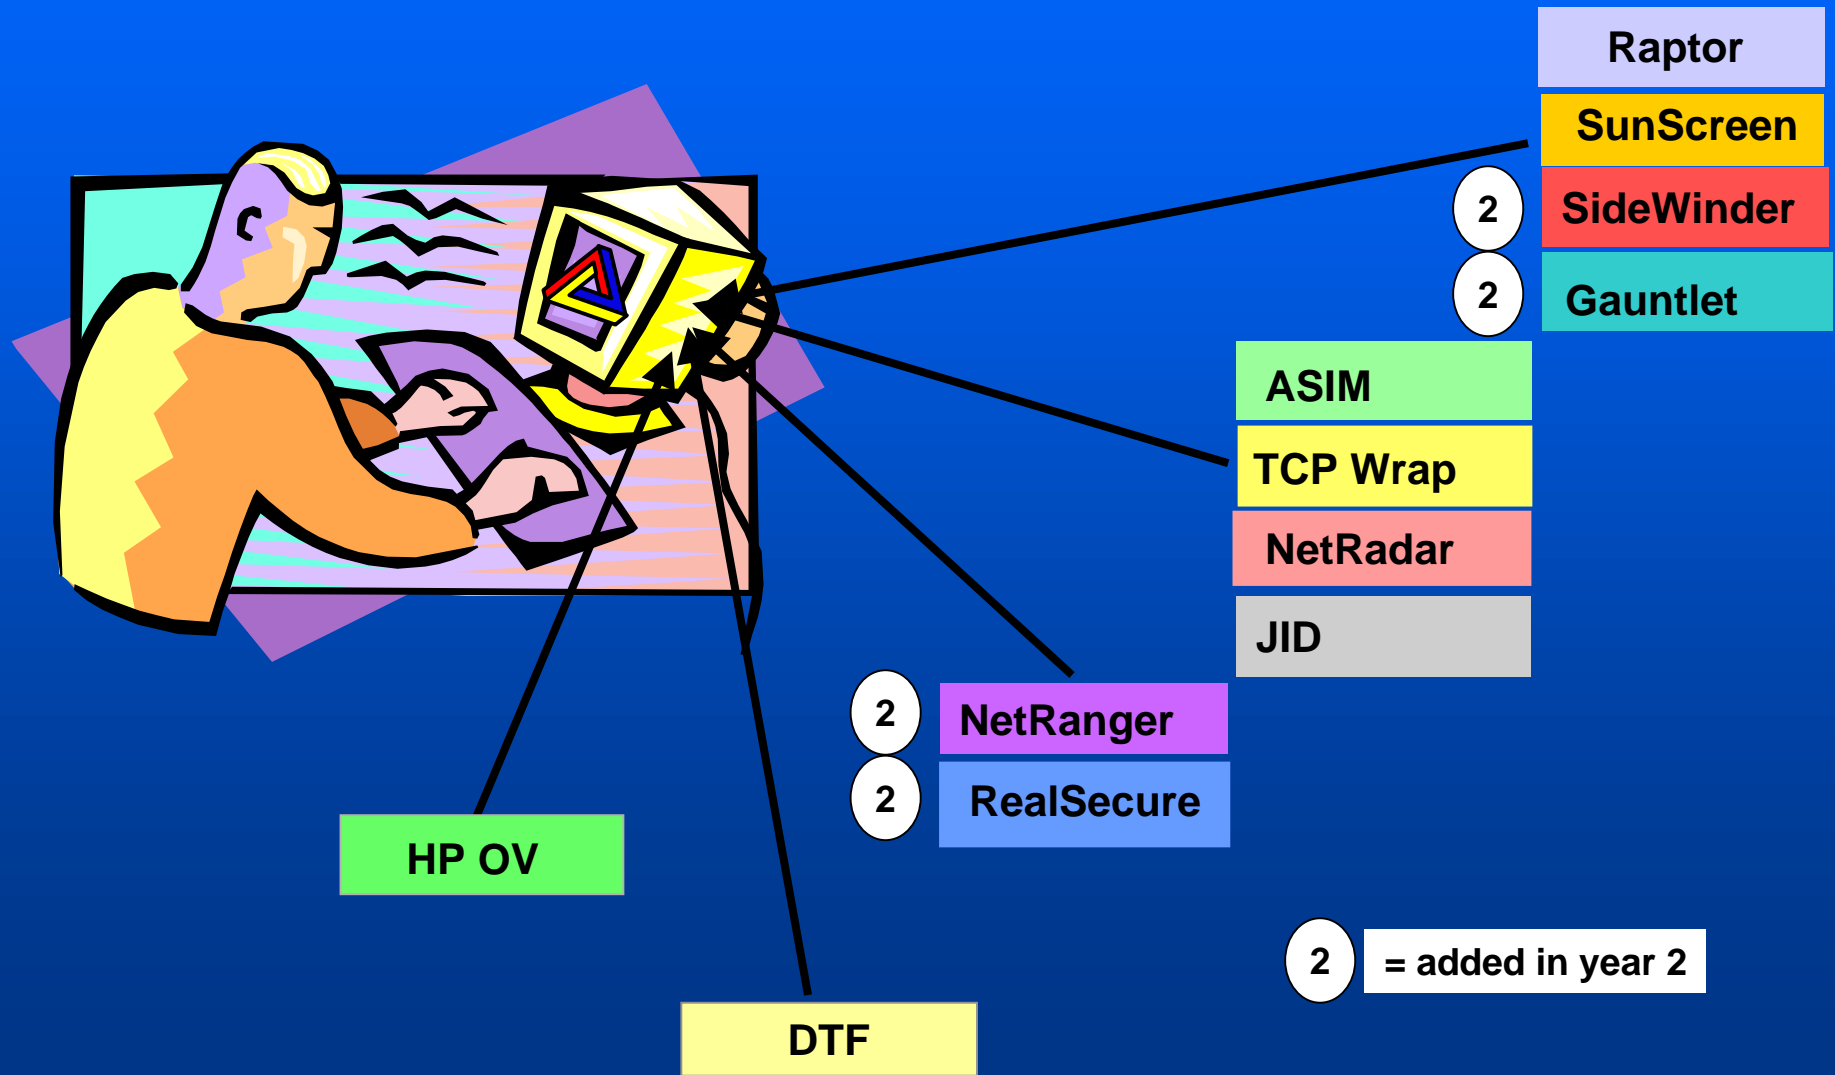 Raptor
SunScreen
2 SideWinder
2 Gauntlet
ASIM
TCP Wrap
NetRadar
JID
2 NetRanger
2 RealSecure
HP OV
2 = added in year 2
DTF